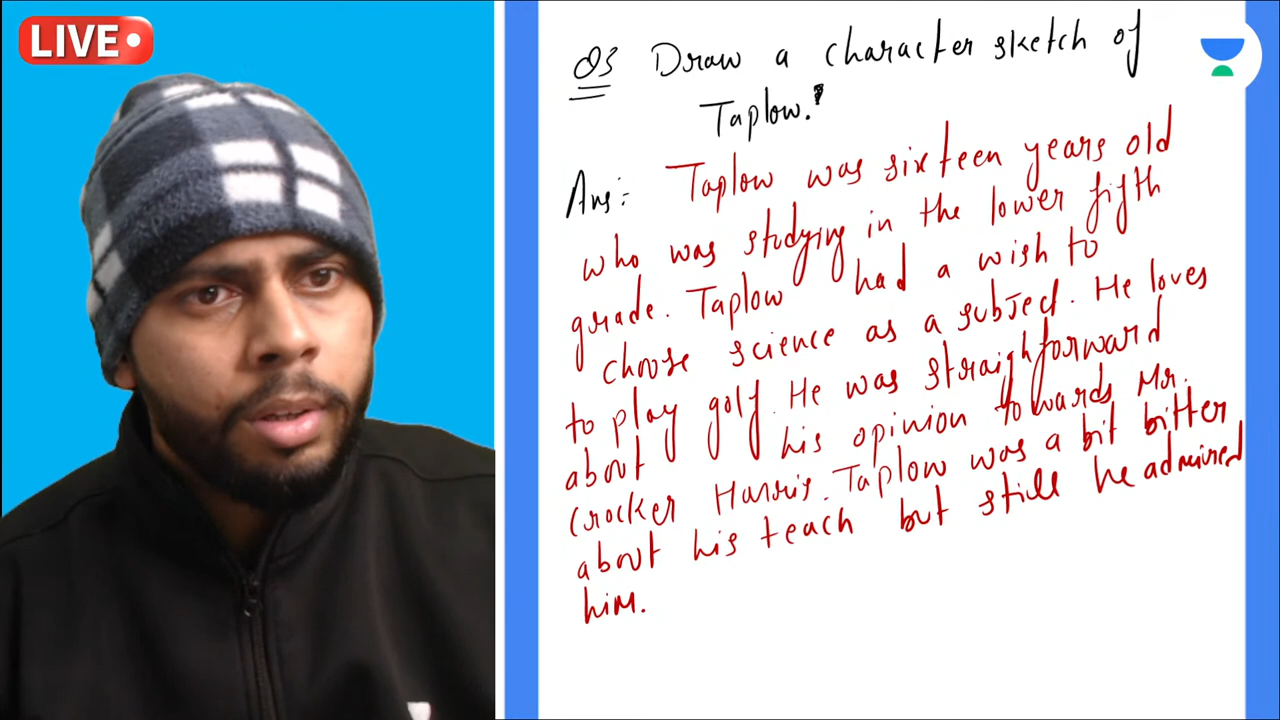 LIVE
Q3 Draw a character sketch of
Taplow.
Ans:- Taplow was sixteen years old
who was studying in the lower fifth
grade. Taplow had a wish to
choose science as a subject. He loves
to play golf. He was straighforward
about his opinion towards Mr.
Crocker Harris. Taplow was a bit bitter
about his teach but still he admired
him.